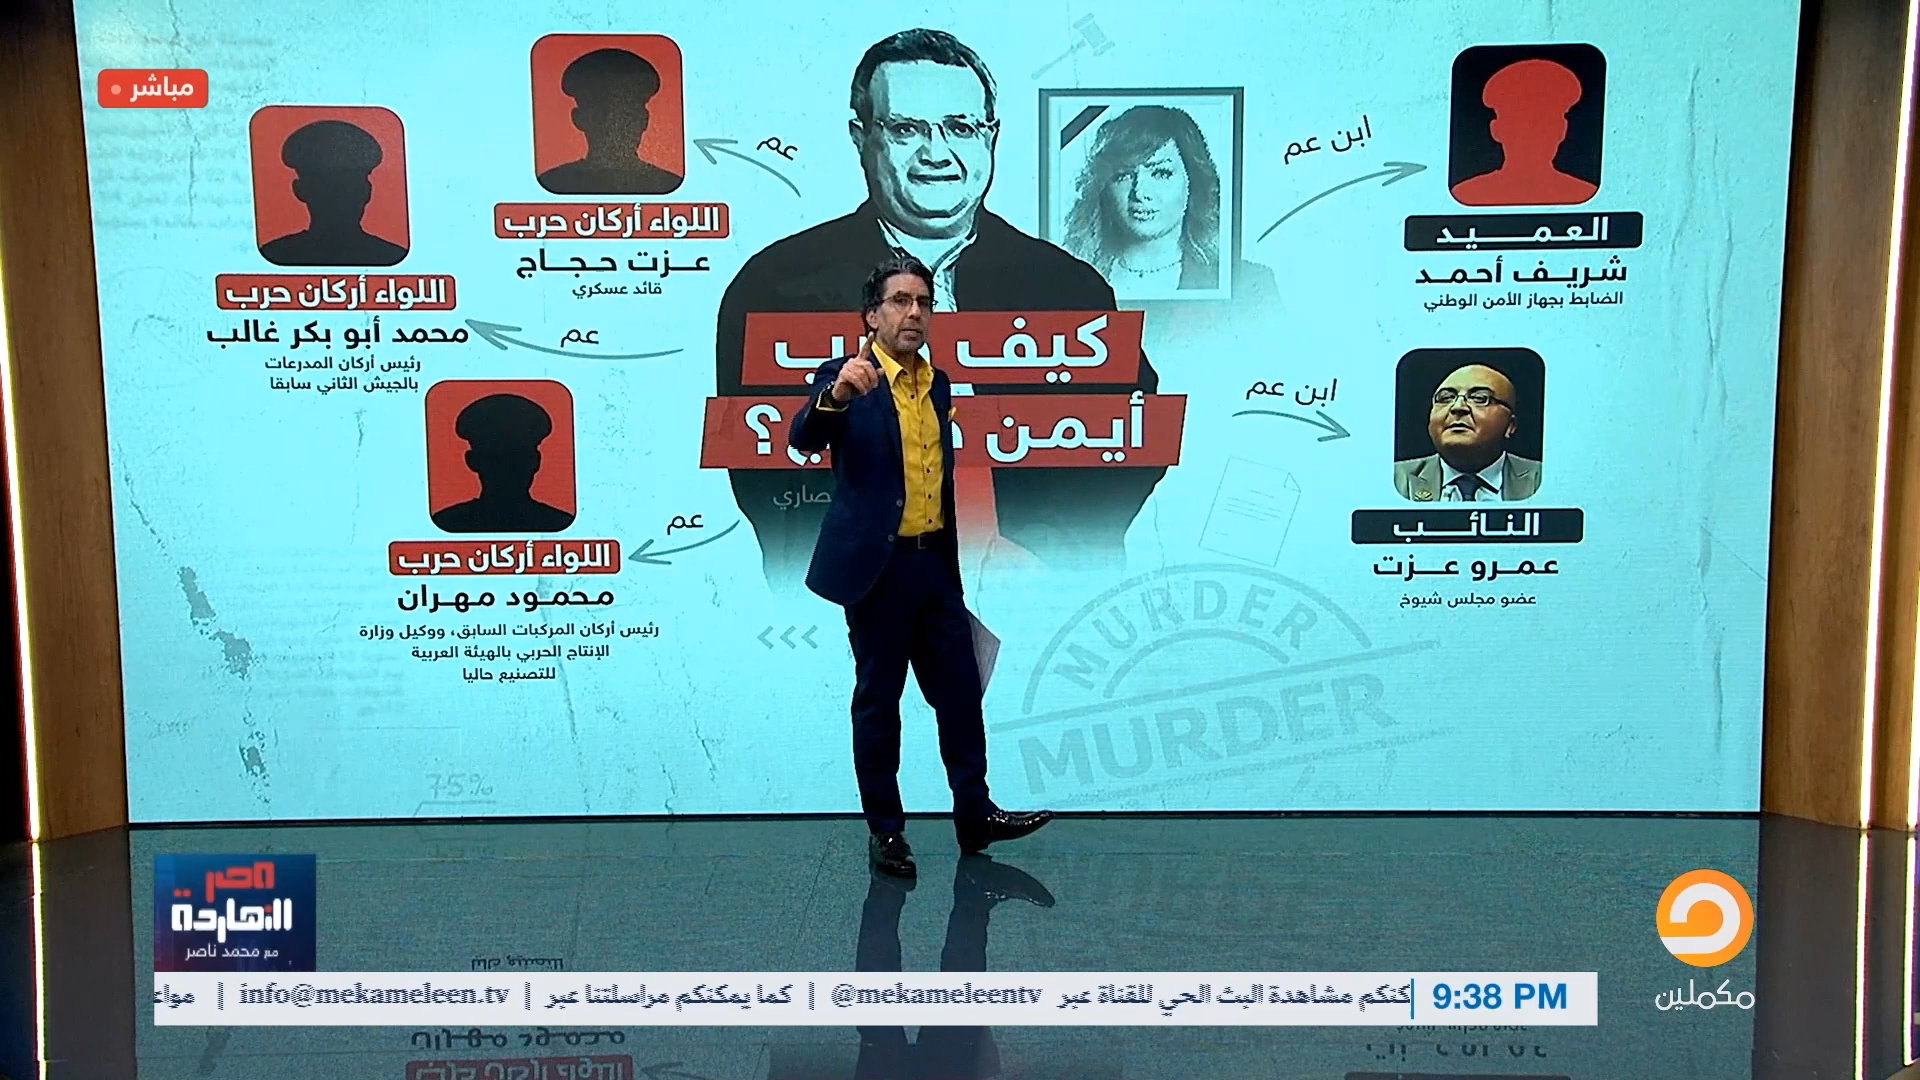 مباشر
عم
اللواء أركان حرب
عزت حجاج
قائد عسكري
ابن عم
العميد
شريف أحمد
الضابط بجهاز الأمن الوطني
اللواء أركان حرب
محمد أبو بكر غالب
رئيس أركان المدرعات
بالجيش الثاني سابقا
عم
كيف
أيمن
؟
ابن عم
النائب
عمرو عزت
عضو مجلس شيوخ
عم
اللواء أركان حرب
محمود مهران
رئيس أركان المركبات السابق، ووكيل وزارة
الإنتاج الحربي بالهيئة العربية
للتصنيع حاليا
MURDER
MURDER
75%
مصر
النهاردة
مع محمد ناصر
مكملين
9:38 PM
مشاهدة البث الحي للقناة عبر @mekameleentv | كما يمكنكم مراسلتنا عبر | info@mekameleen.tv |